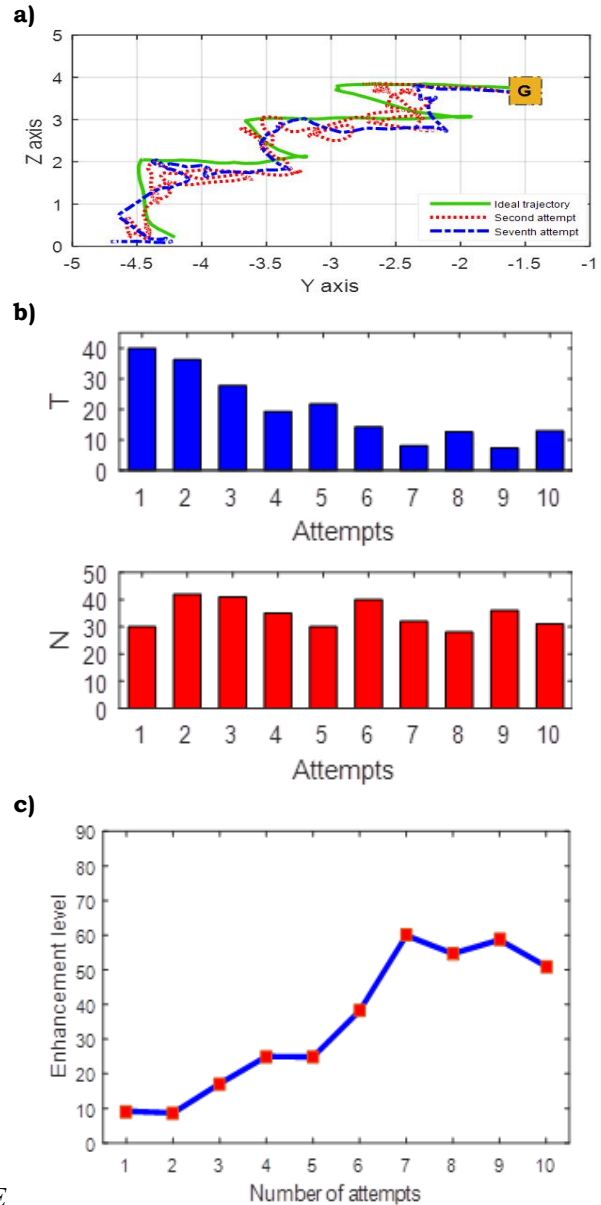 a)
5
4
3
2
1
0
Z axis
G
Ideal trajectory
Second attempt
Seventh attempt
-5 -4.5 -4 -3.5 -3 -2.5 -2 -1.5 -1
Y axis
b)
40
30
20
10
0
T
1 2 3 4 5 6 7 8 9 10
Attempts
50
40
30
20
10
0
N
1 2 3 4 5 6 7 8 9 10
Attempts
c)
90
80
70
60
50
40
30
20
10
0
Enhancement level
1 2 3 4 5 6 7 8 9 10
Number of attempts
E